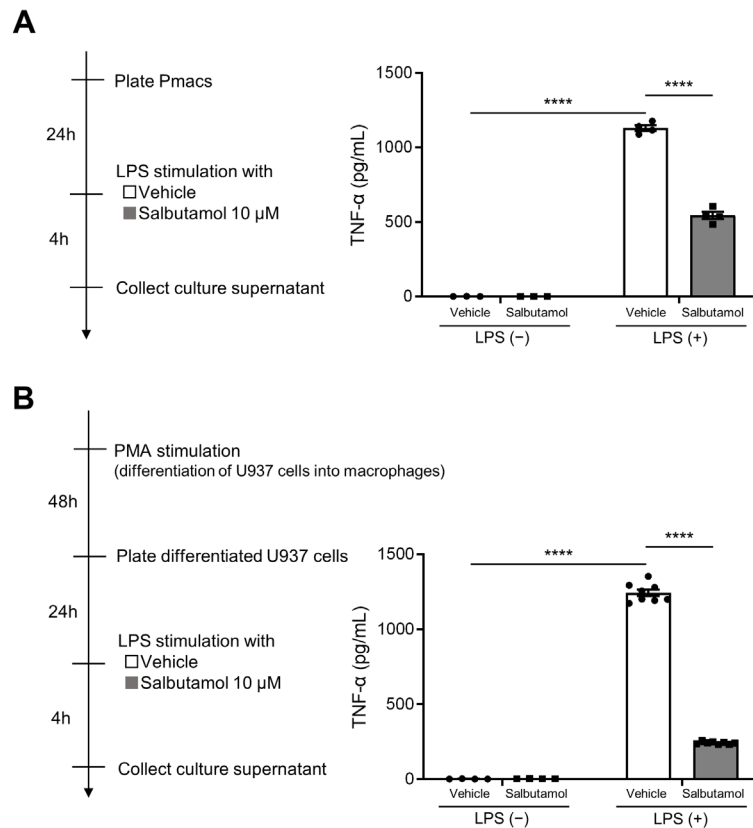 A
Plate Pmacs
24h
LPS stimulation with
Vehicle
Salbutamol 10 μM
4h
Collect culture supernatant
TNF-α (pg/mL)
1500
1000
500
0
****
****
Vehicle Salbutamol Vehicle Salbutamol
LPS (−) LPS (+)
B
PMA stimulation
(differentiation of U937 cells into macrophages)
48h
Plate differentiated U937 cells
24h
LPS stimulation with
Vehicle
Salbutamol 10 μM
4h
Collect culture supernatant
TNF-α (pg/mL)
1500
1000
500
0
****
****
Vehicle Salbutamol Vehicle Salbutamol
LPS (−) LPS (+)